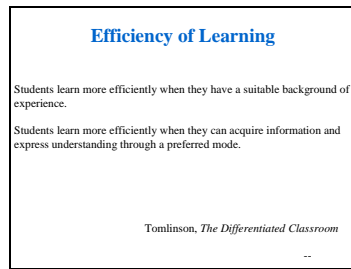 Efficiency of Learning
Students learn more efficiently when they have a suitable background of
experience.
Students learn more efficiently when they can acquire information and
express understanding through a preferred mode.
Tomlinson, The Differentiated Classroom
--